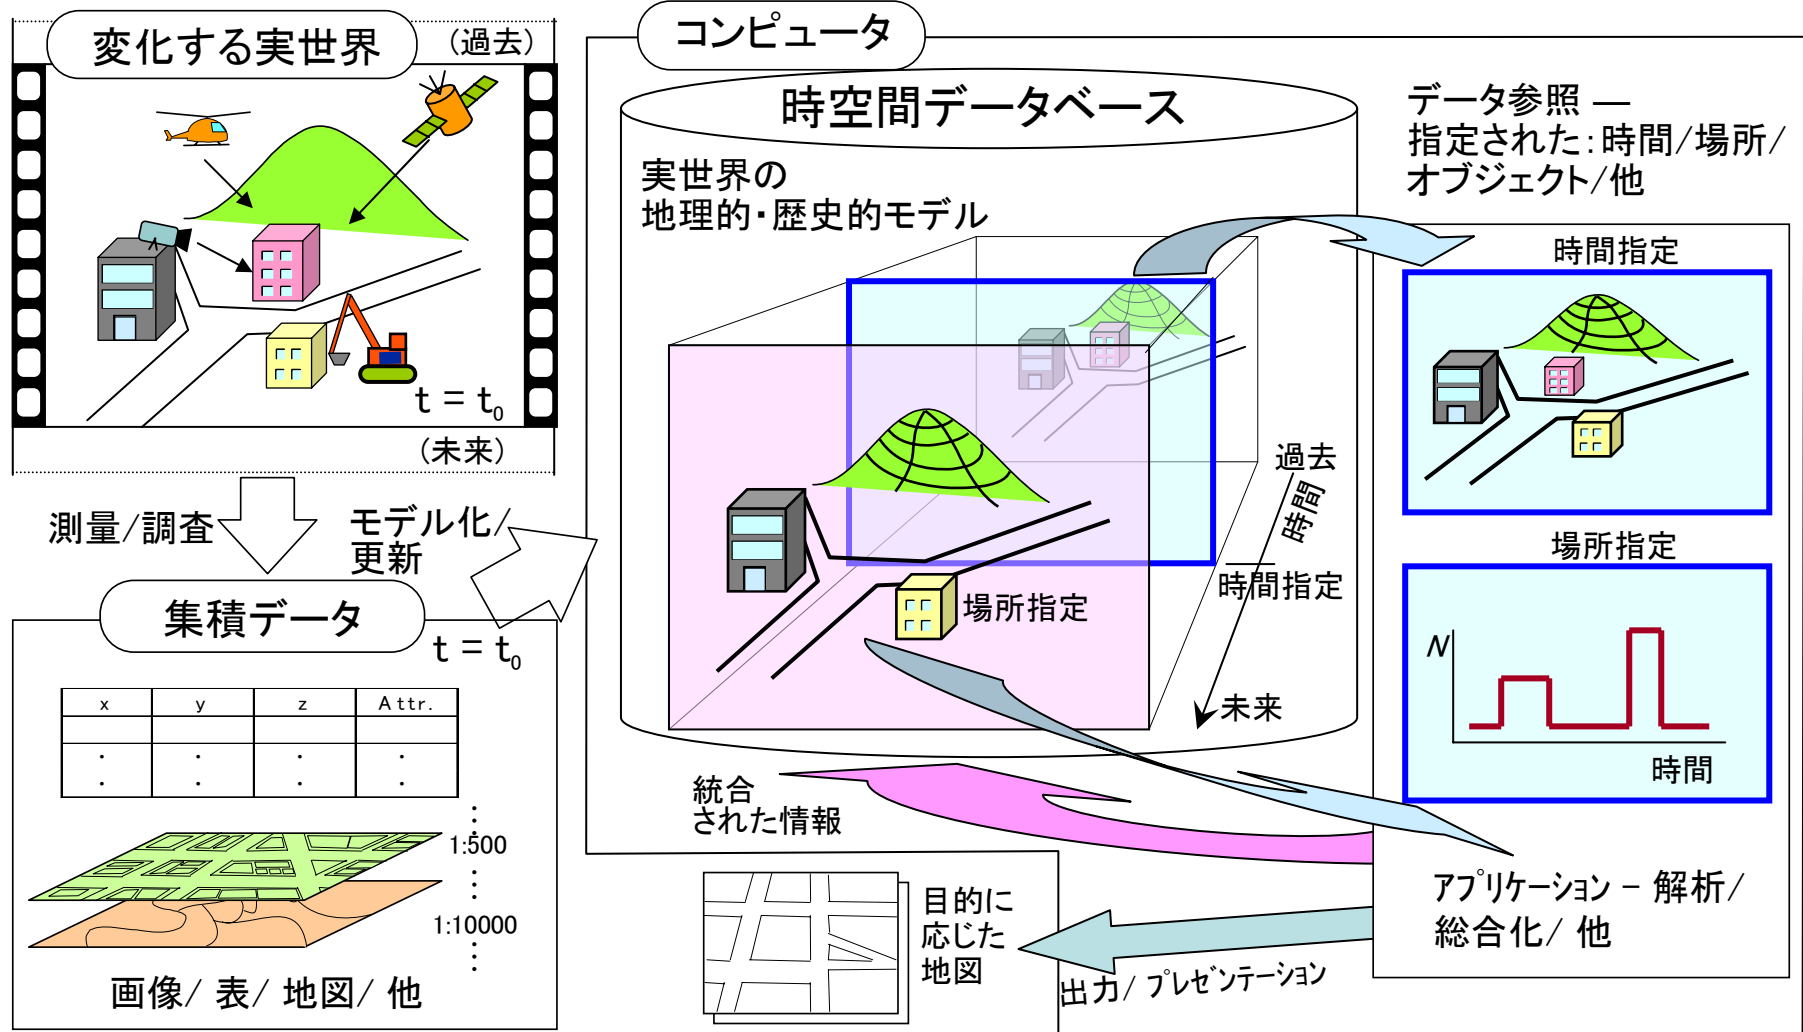 変化する実世界
(過去)
t = t0
(未来)
測量/調査
モデル化/
更新
集積データ
t = t0
x y z Attr.
1:500
1:10000
画像/ 表/ 地図/ 他
コンピュータ
時空間データベース
実世界の
地理的・歴史的モデル
過去
時間
時間指定
場所指定
未来
統合
された情報
データ参照 ―
指定された:時間/場所/
オブジェクト/他
時間指定
場所指定
N
時間
アプリケーション - 解析/
総合化/ 他
目的に
応じた
地図
出力/ プレゼンテーション